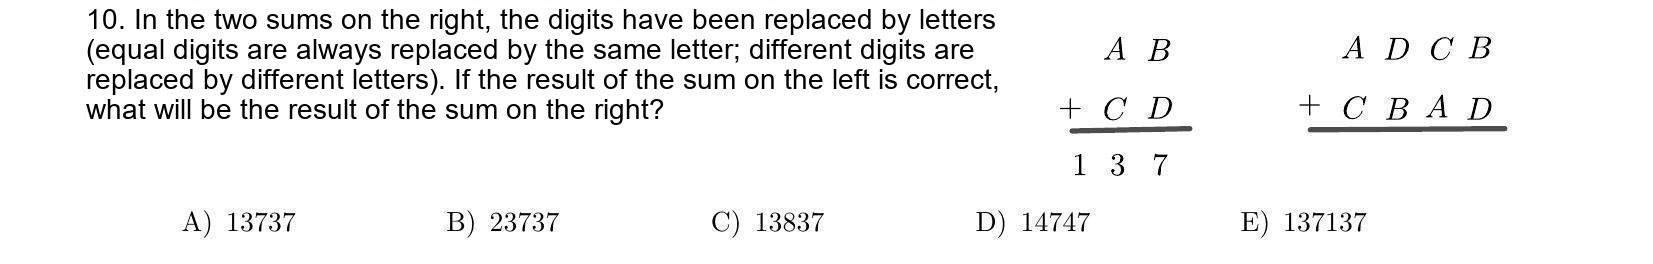 10. In the two sums on the right, the digits have been replaced by letters
(equal digits are always replaced by the same letter; different digits are
replaced by different letters). If the result of the sum on the left is correct,
what will be the result of the sum on the right?
A B
+ C D
1 3 7
A D C B
+ C B A D
A) 13737 B) 23737 C) 13837 D) 14747 E) 137137